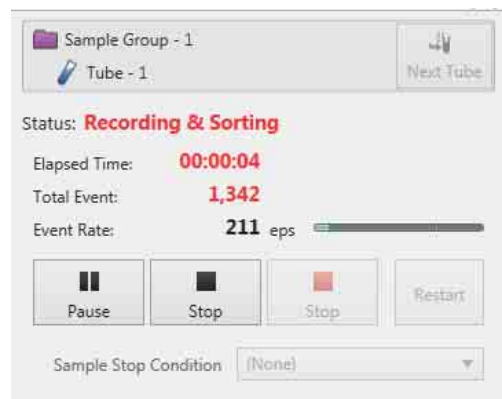 Sample Group - 1
Tube - 1
Next Tube
Status: Recording & Sorting
Elapsed Time: 00:00:04
Total Event: 1,342
Event Rate: 211 eps
Pause Stop Stop Restart
Sample Stop Condition (None)